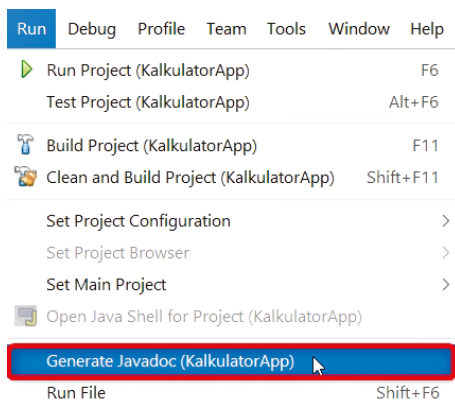 Run Debug Profile Team Tools Window Help
Run Project (KalkulatorApp) F6
Test Project (KalkulatorApp) Alt+F6
Build Project (KalkulatorApp) F11
Clean and Build Project (KalkulatorApp) Shift+F11
Set Project Configuration
Set Project Browser
Set Main Project
Open Java Shell for Project (KalkulatorApp)
Generate Javadoc (KalkulatorApp)
Run File Shift+F6